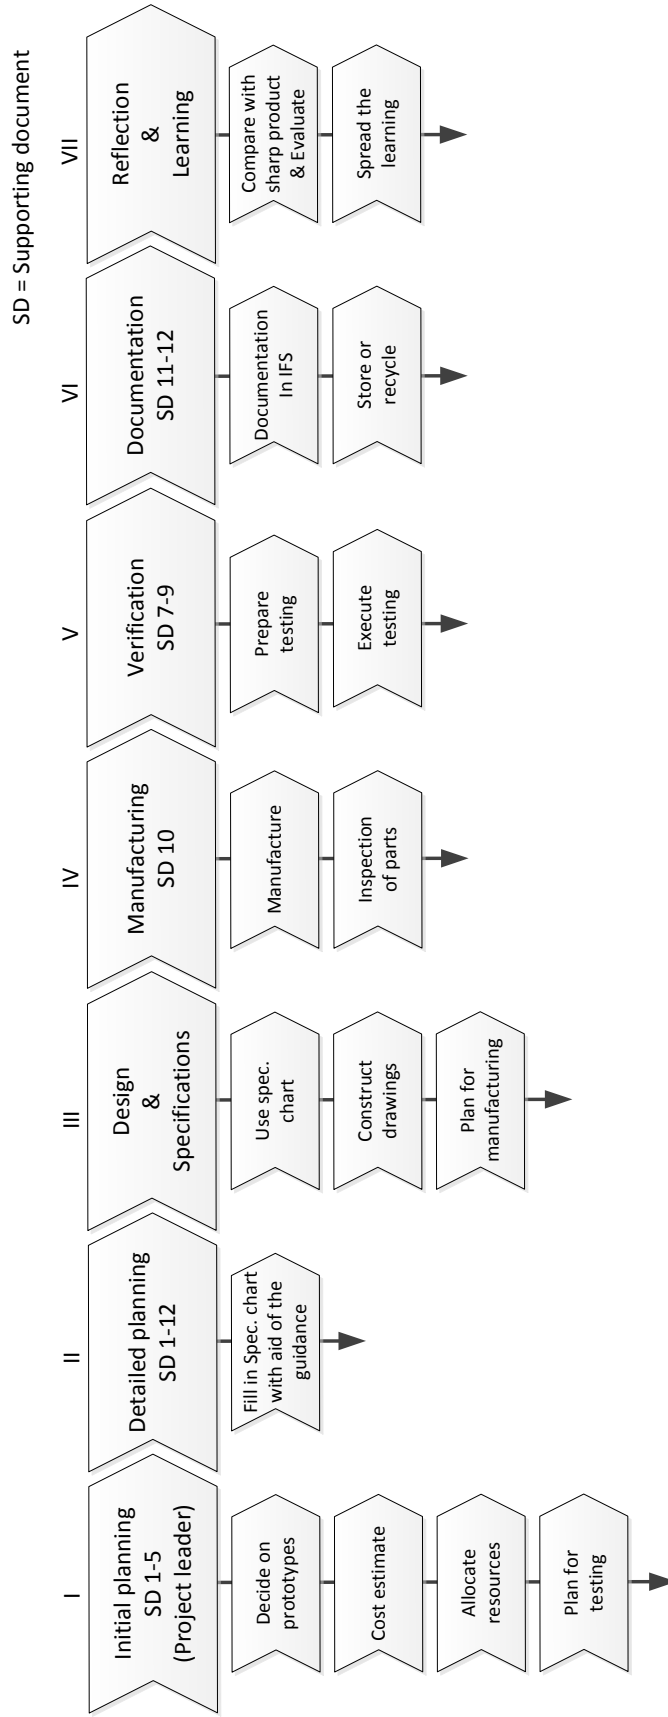 SD = Supporting document
I
Initial planning
SD 1-5
(Project leader)
Decide on
prototypes
Cost estimate
Allocate
resources
Plan for
testing
II
Detailed planning
SD 1-12
Fill in Spec. chart
with aid of the
guidance
III
Design
&
Specifications
Use spec.
chart
Construct
drawings
Plan for
manufacturing
IV
Manufacturing
SD 10
Manufacture
Inspection
of parts
V
Verification
SD 7-9
Prepare
testing
Execute
testing
VI
Documentation
SD 11-12
Documentation
In IFS
Store or
recycle
VII
Reflection
&
Learning
Compare with
sharp product
& Evaluate
Spread the
learning